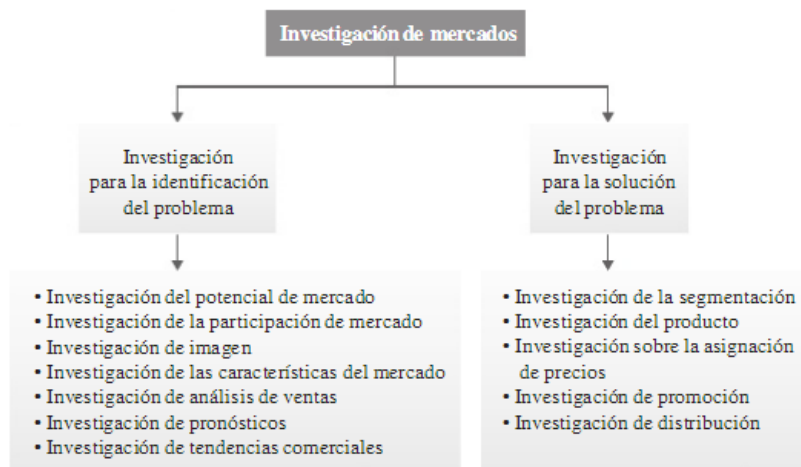 Investigación de mercados
Investigación
para la identificación
del problema
Investigación
para la solución
del problema
• Investigación del potencial de mercado
• Investigación de la participación de mercado
• Investigación de imagen
• Investigación de las características del mercado
• Investigación de análisis de ventas
• Investigación de pronósticos
• Investigación de tendencias comerciales
• Investigación de la segmentación
• Investigación del producto
• Investigación sobre la asignación
de precios
• Investigación de promoción
• Investigación de distribución